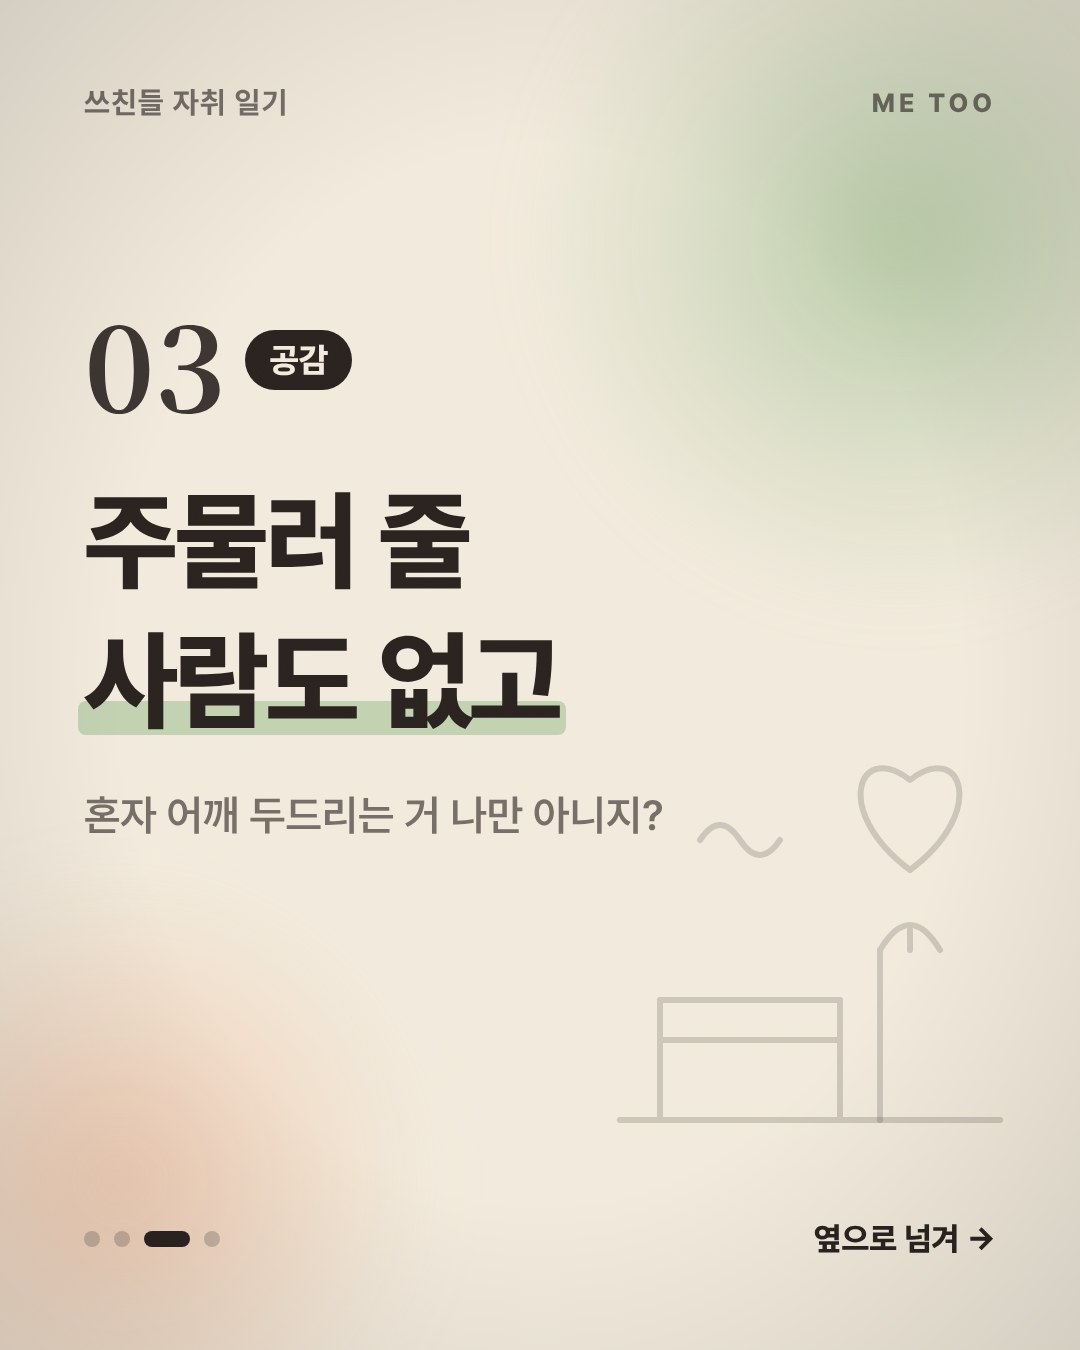 쓰친들 자취 일기
ME TOO
03 공감
주물러 줄
사람도 없고
혼자 어깨 두드리는 거 나만 아니지?
옆으로 넘겨 →